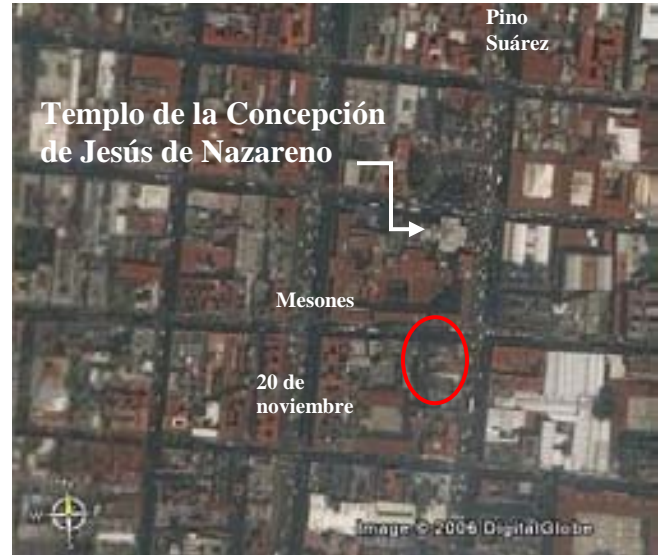 Pino
Suárez
Templo de la Concepción
de Jesús de Nazareno
Mesones
20 de
noviembre
N
W
Image © 2006 DigitalGlobe